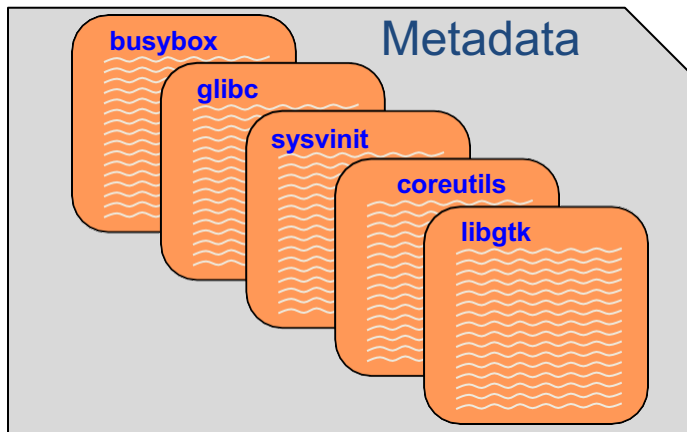 Metadata
busybox
glibc
sysvinit
coreutils
libgtk